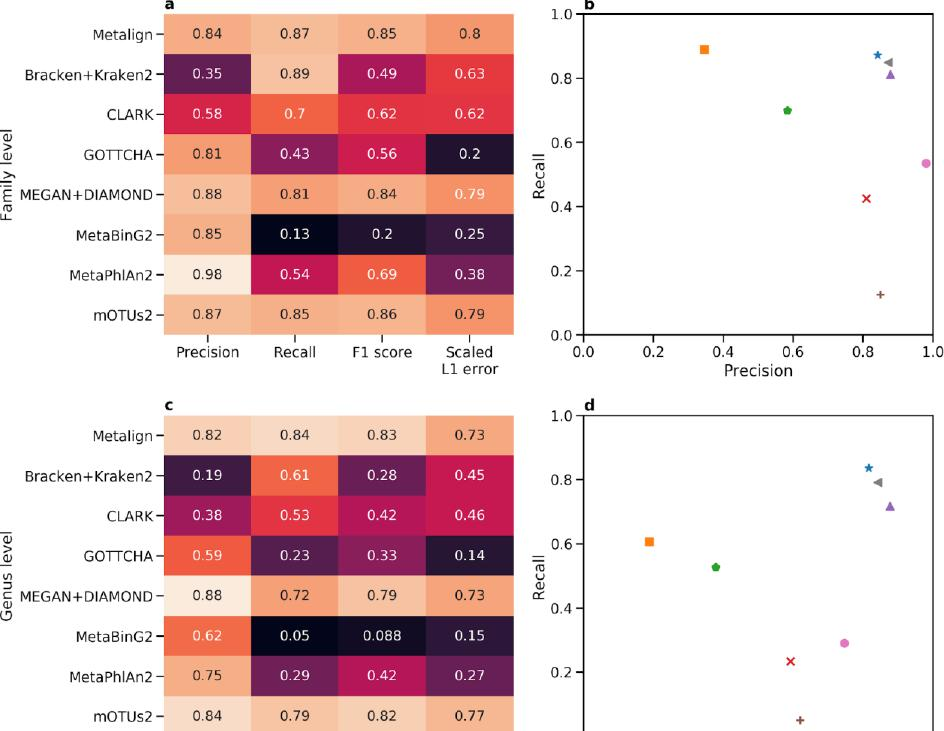 a
Metalign 0.84 0.87 0.85 0.8
Bracken+Kraken2 0.35 0.89 0.49 0.63
CLARK 0.58 0.7 0.62 0.62
GOTTCHA 0.81 0.43 0.56 0.2
MEGAN+DIAMOND 0.88 0.81 0.84 0.79
MetaBinG2 0.85 0.13 0.2 0.25
MetaPhlAn2 0.98 0.54 0.69 0.38
mOTUs2 0.87 0.85 0.86 0.79
Family level
Precision Recall F1 score Scaled
L1 error
b
1.0
0.8
0.6
0.4
0.2
0.0
Recall
0.0 0.2 0.4 0.6 0.8 1.0
Precision
c
Metalign 0.82 0.84 0.83 0.73
Bracken+Kraken2 0.19 0.61 0.28 0.45
CLARK 0.38 0.53 0.42 0.46
GOTTCHA 0.59 0.23 0.33 0.14
MEGAN+DIAMOND 0.88 0.72 0.79 0.73
MetaBinG2 0.62 0.05 0.088 0.15
MetaPhlAn2 0.75 0.29 0.42 0.27
mOTUs2 0.84 0.79 0.82 0.77
Genus level
d
1.0
0.8
0.6
0.4
0.2
Recall